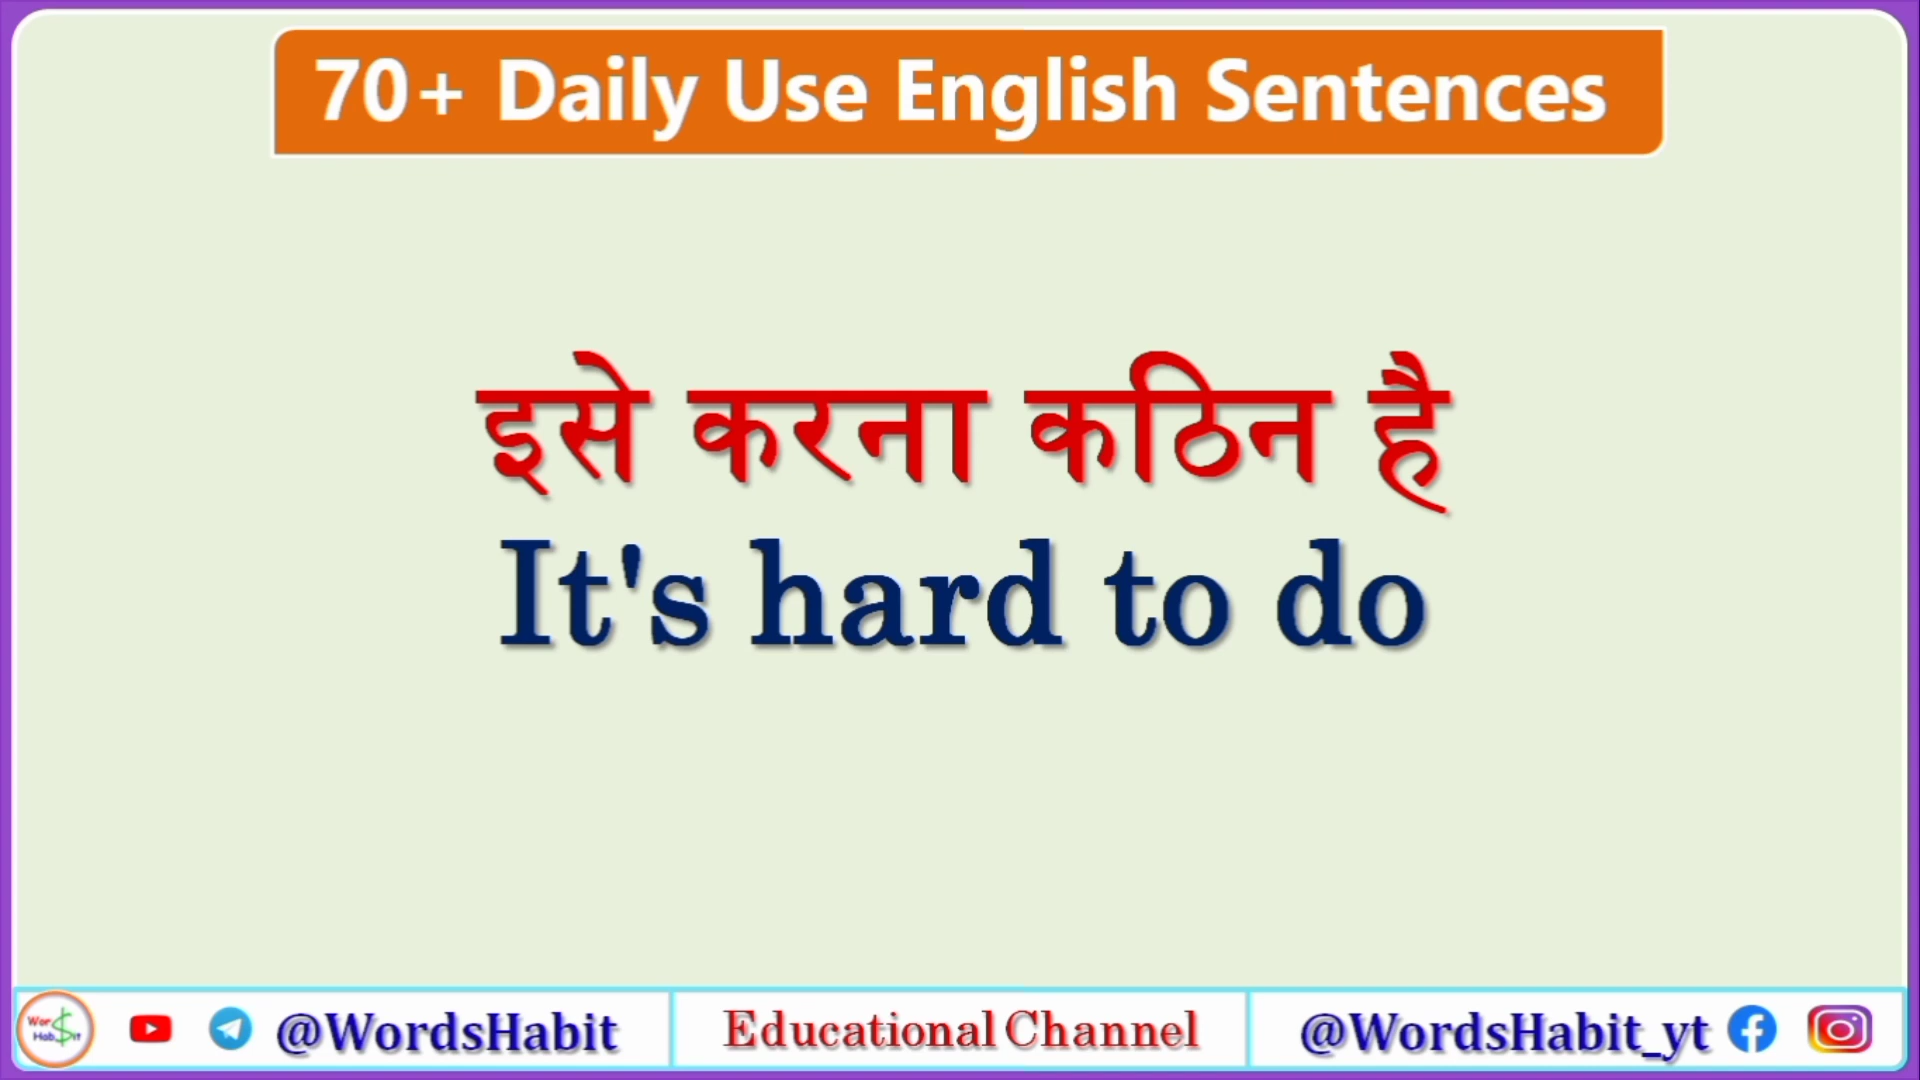 70+ Daily Use English Sentences
इसे करना कठिन है
It's hard to do
@WordsHabit
Educational Channel
@WordsHabit_yt